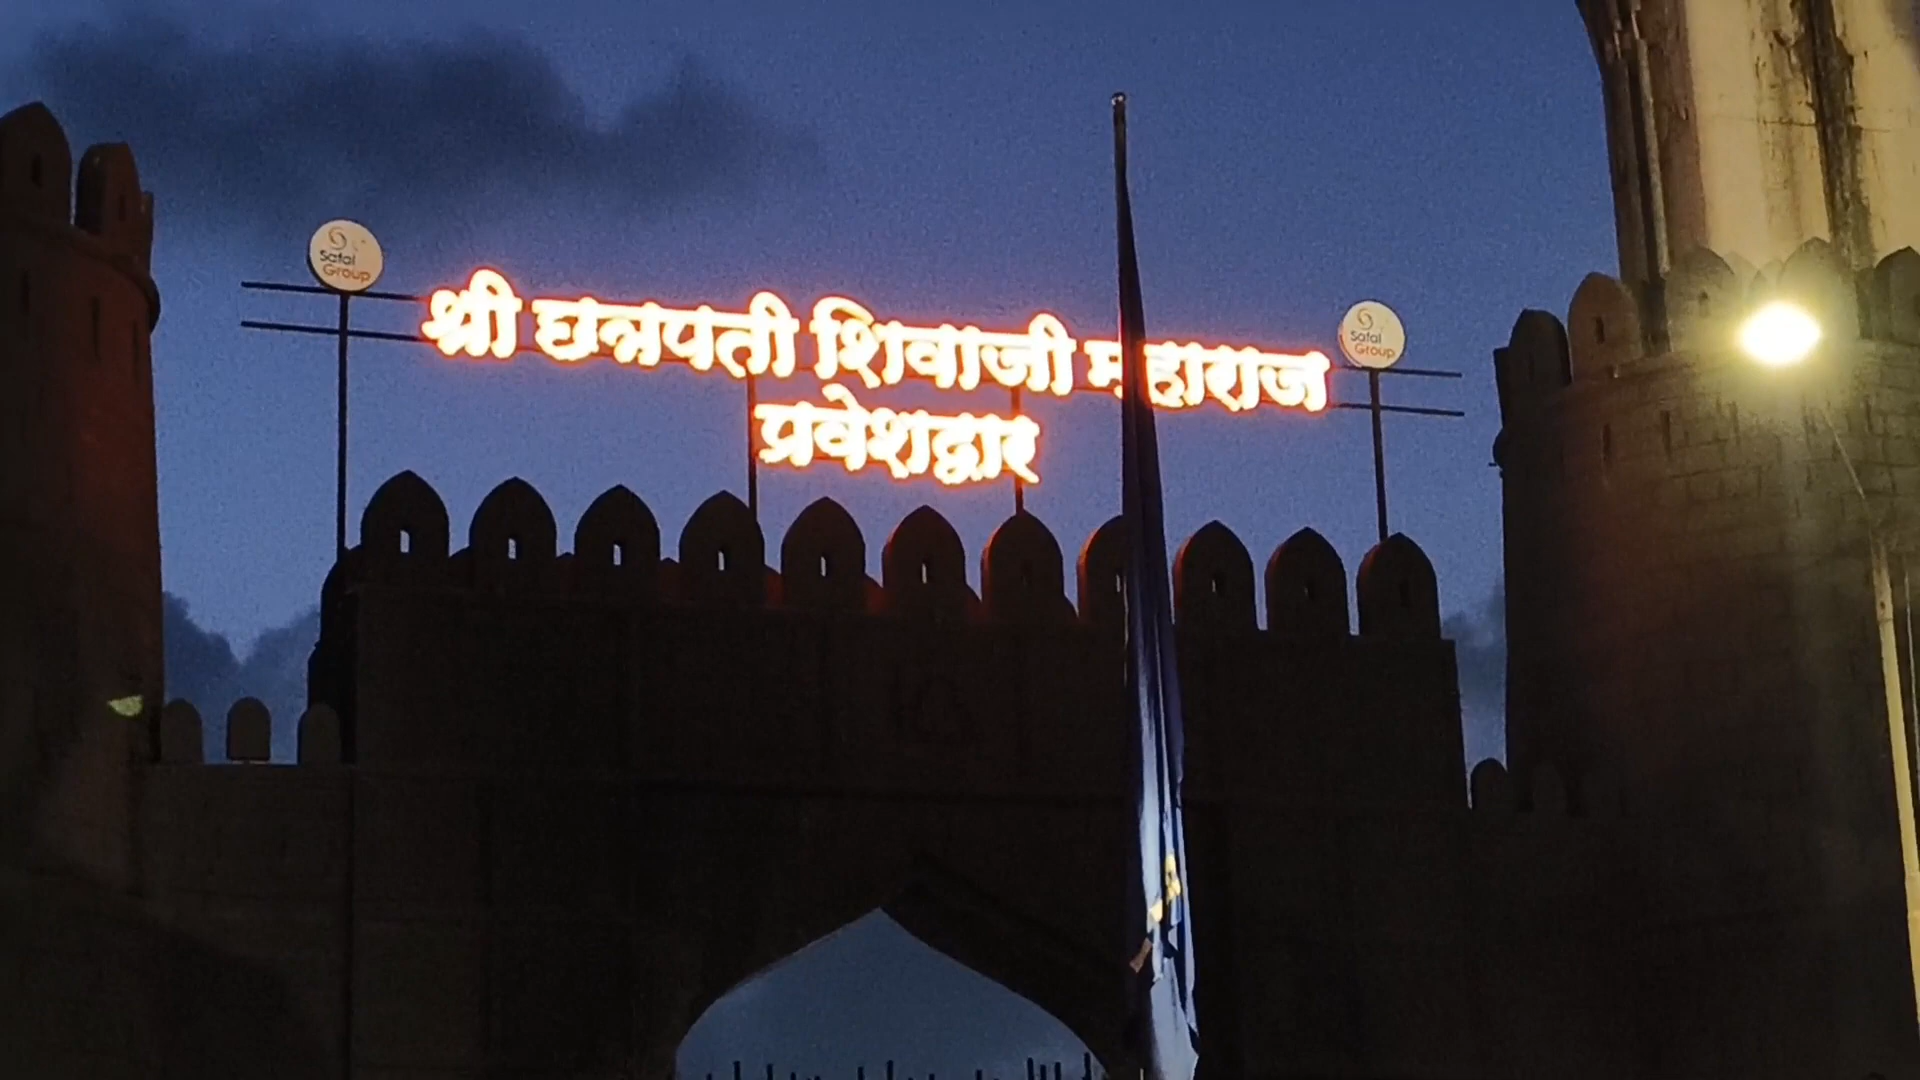 श्री छत्रपती शिवाजी महाराज
प्रवेशद्वार
Safal
Group
Safal
Group